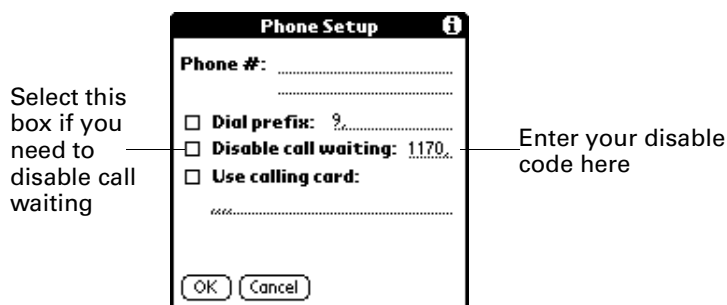 Phone Setup
Phone #:
Select this
box if you
need to
disable call
waiting
Dial prefix: 9,
Disable call waiting: 1170,
Use calling card:
,,,,
Enter your disable
code here
OK Cancel